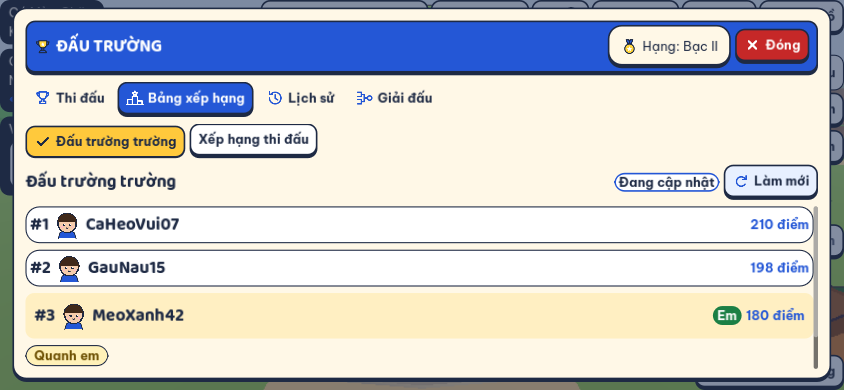 ĐẤU TRƯỜNG
Hạng: Bạc II
Đóng
Thi đấu
Bảng xếp hạng
Lịch sử
Giải đấu
Đấu trường trường
Xếp hạng thi đấu
Đấu trường trường
Đang cập nhật
Làm mới
#1 CaHeoVui07 210 điểm
#2 GauNau15 198 điểm
#3 MeoXanh42 Em 180 điểm
Quanh em